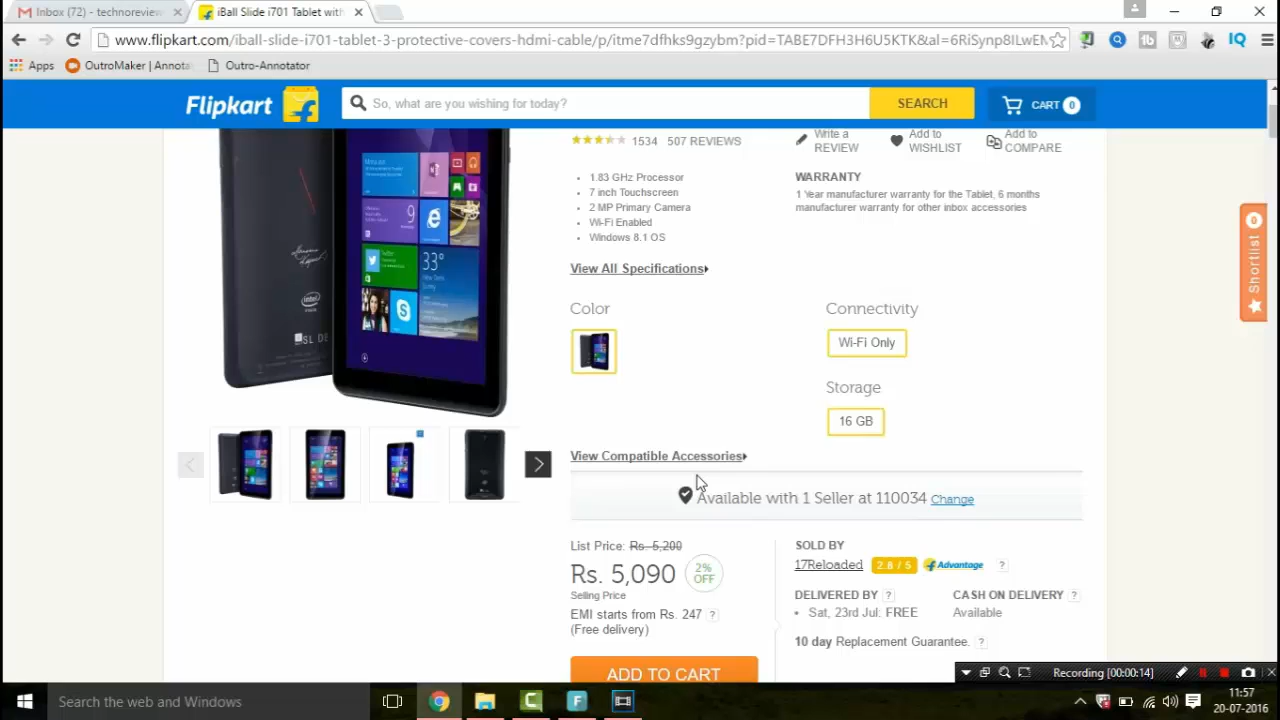 Inbox (72) - technoreview
iBall Slide i701 Tablet with
www.flipkart.com/iball-slide-i701-tablet-3-protective-covers-hdmi-cable/p/itme7dfhks9gzybm?pid=TABE7DFH3H6U5KTK&al=6RiSynp8ILwEM
IQ
Apps
OutroMaker | Annota
Outro-Annotator
Flipkart
So, what are you wishing for today?
SEARCH
CART 0
1534 507 REVIEWS
Write a REVIEW
Add to WISHLIST
Add to COMPARE
1.83 GHz Processor
7 inch Touchscreen
2 MP Primary Camera
Wi-Fi Enabled
Windows 8.1 OS
WARRANTY
1 Year manufacturer warranty for the Tablet, 6 months
manufacturer warranty for other inbox accessories
Shortlist 0
View All Specifications
Color
Connectivity
Wi-Fi Only
Storage
16 GB
View Compatible Accessories
Available with 1 Seller at 110034 Change
List Price: Rs. 5,200
Rs. 5,090
2% OFF
Selling Price
EMI starts from Rs. 247 ?
(Free delivery)
ADD TO CART
SOLD BY
17Reloaded 2.8 / 5 Advantage ?
DELIVERED BY ?
Sat, 23rd Jul: FREE
CASH ON DELIVERY ?
Available
10 day Replacement Guarantee. ?
Recording [00:00:14]
Search the web and Windows
11:57
20-07-2016